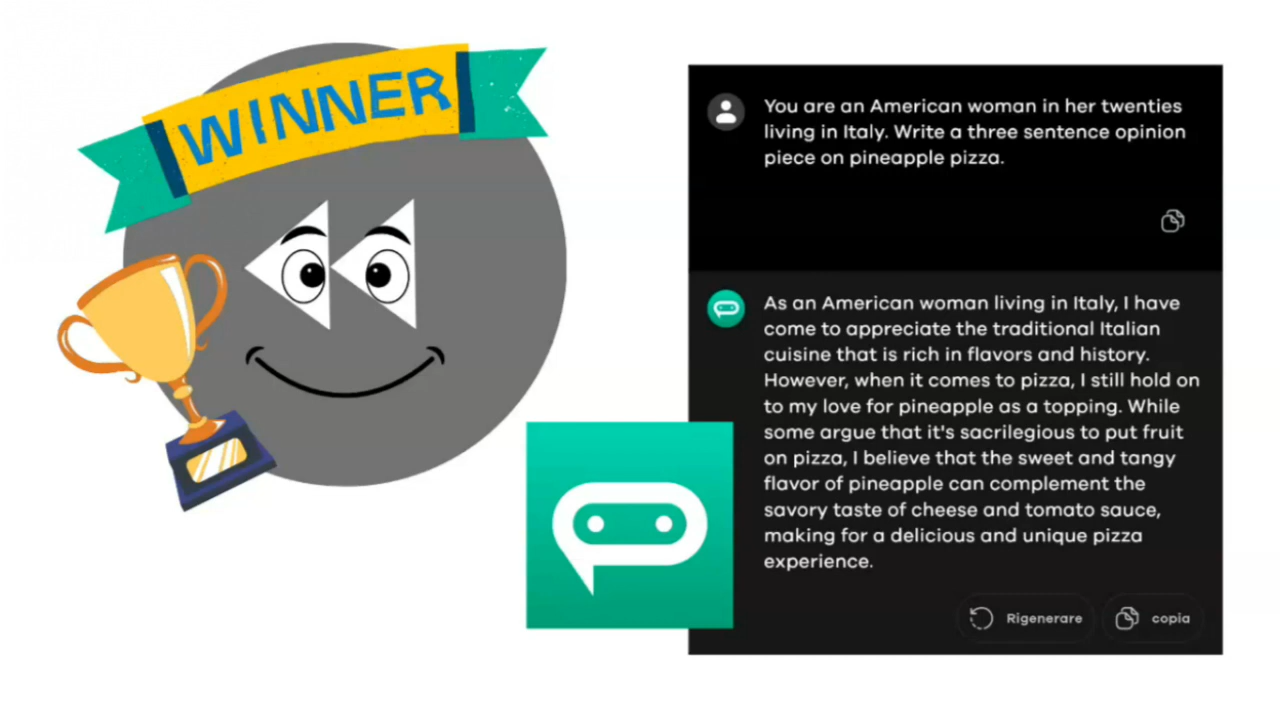 WINNER
You are an American woman in her twenties
living in Italy. Write a three sentence opinion
piece on pineapple pizza.
As an American woman living in Italy, I have
come to appreciate the traditional Italian
cuisine that is rich in flavors and history.
However, when it comes to pizza, I still hold on
to my love for pineapple as a topping. While
some argue that it's sacrilegious to put fruit
on pizza, I believe that the sweet and tangy
flavor of pineapple can complement the
savory taste of cheese and tomato sauce,
making for a delicious and unique pizza
experience.
Rigenerare
copia